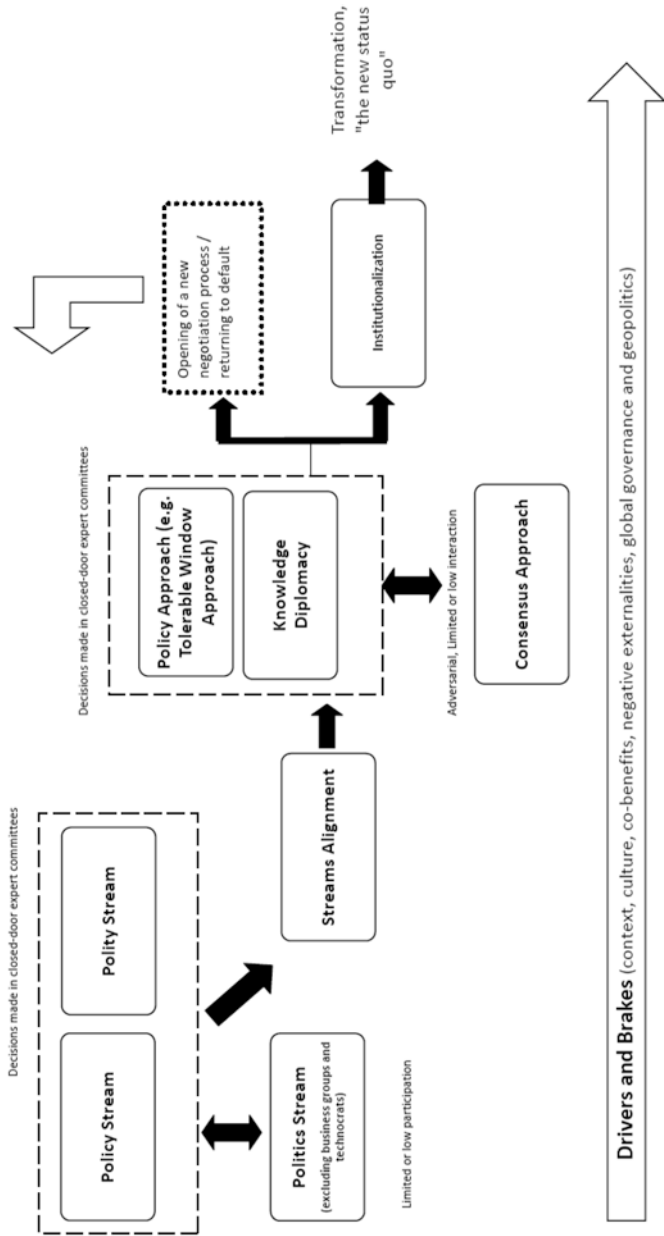 Decisions made in closed-door expert committees
Policy Stream
Polity Stream
Politics Stream
(excluding business groups and
technocrats)
Limited or low participation
Streams Alignment
Decisions made in closed-door expert committees
Policy Approach (e.g.
Tolerable Window
Approach)
Knowledge
Diplomacy
Adversarial, Limited or low interaction
Consensus Approach
Opening of a new
negotiation process /
returning to default
Institutionalization
Transformation,
"the new status
quo"
Drivers and Brakes (context, culture, co-benefits, negative externalities, global governance and geopolitics)